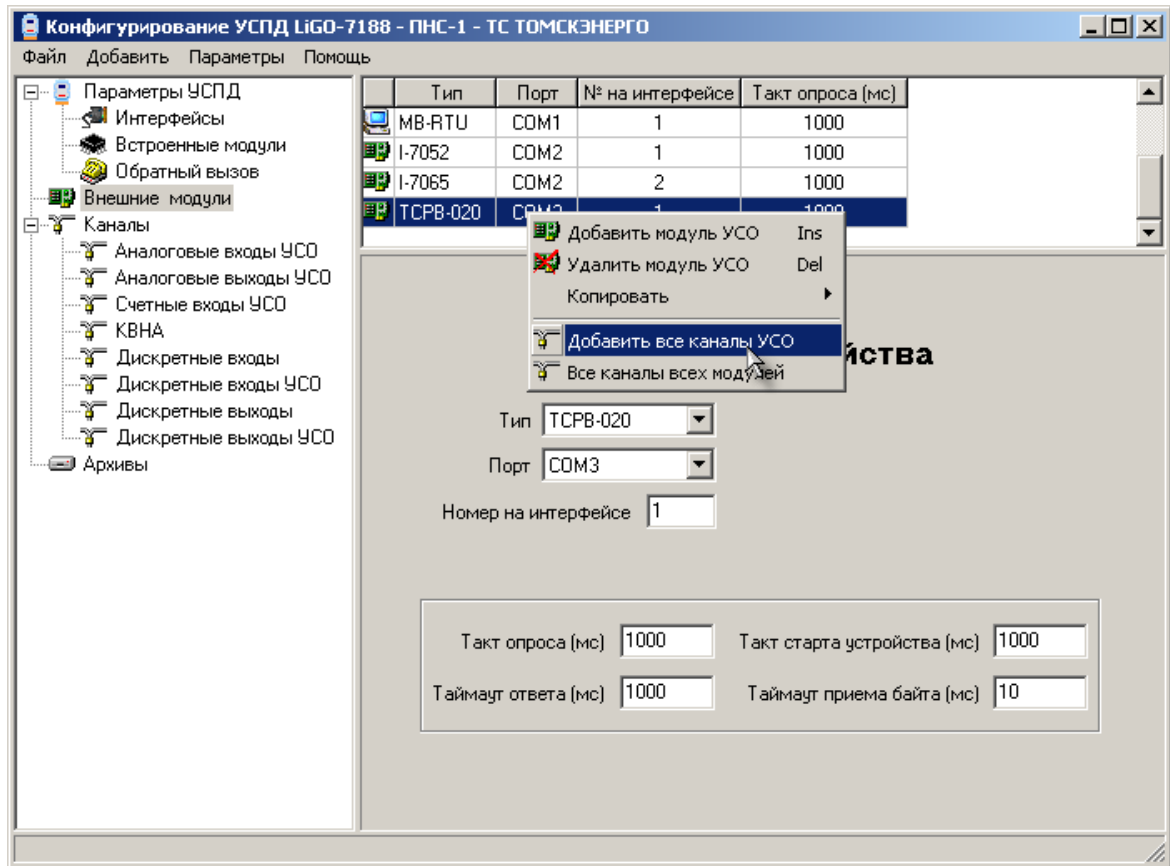 Конфигурирование УСПД LiGO-7188 - ПНС-1 - ТС ТОМСКЭНЕРГО
Файл Добавить Параметры Помощь
Параметры УСПД
Интерфейсы
Встроенные модули
Обратный вызов
Внешние модули
Каналы
Аналоговые входы УСО
Аналоговые выходы УСО
Счетные входы УСО
КВНА
Дискретные входы
Дискретные входы УСО
Дискретные выходы
Дискретные выходы УСО
Архивы
Тип Порт № на интерфейсе Такт опроса (мс)
MB-RTU COM1 1 1000
I-7052 COM2 1 1000
I-7065 COM2 2 1000
ТСРВ-020 COM3 1 1000
Добавить модуль УСО Ins
Удалить модуль УСО Del
Копировать
Добавить все каналы УСО
Все каналы всех модулей
йства
Тип ТСРВ-020
Порт COM3
Номер на интерфейсе 1
Такт опроса (мс) 1000 Такт старта устройства (мс) 1000
Таймаут ответа (мс) 1000 Таймаут приема байта (мс) 10